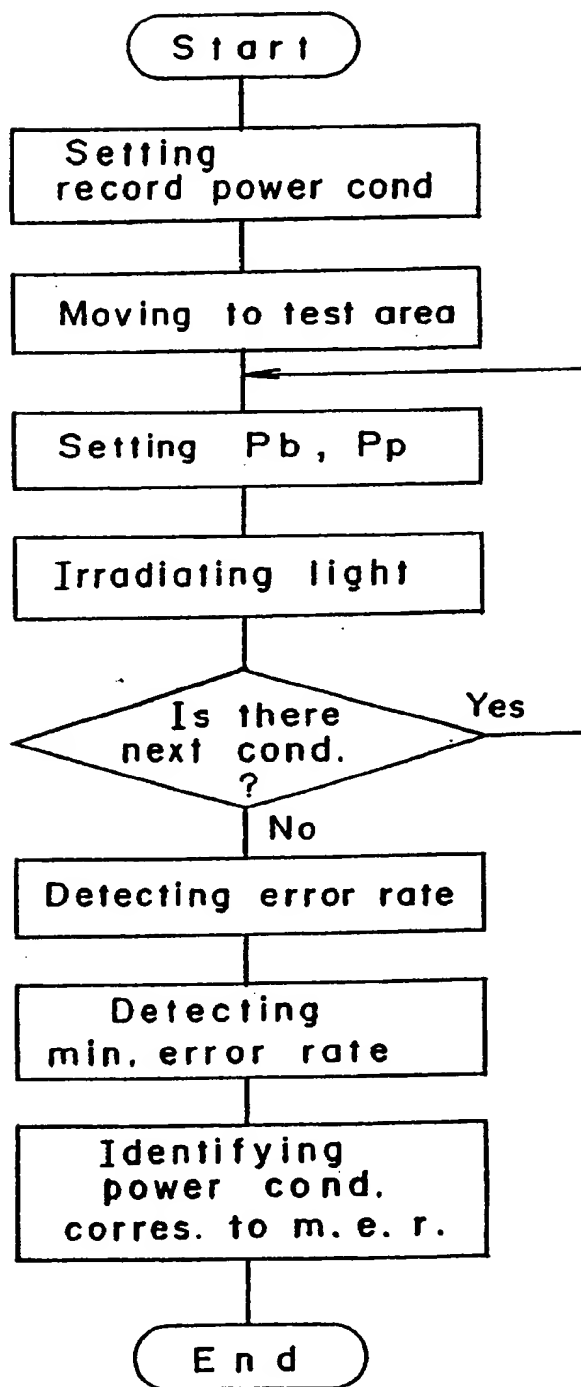 Start
Setting
record power cond
Moving to test area
Setting Pb, Pp
Irradiating light
Is there
next cond.
?
Yes
No
Detecting error rate
Detecting
min. error rate
Identifying
power cond.
corres. to m. e. r.
End